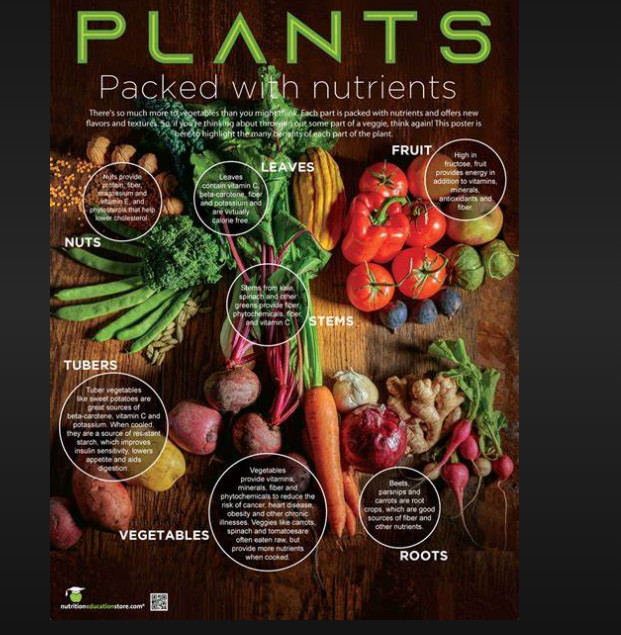 PLANTS
Packed with nutrients
There's so much more to vegetables than you might think. Each part is packed with nutrients and offers new
flavors and textures. So, if you're thinking about throwing out some part of a veggie, think again! This poster is
here to highlight the many benefits of each part of the plant.
FRUIT
High in
fructose, fruit
provides energy in
addition to vitamins,
minerals,
antioxidants and
fiber.
LEAVES
Leaves
contain vitamin C,
beta-carotene, fiber
and potassium and
are virtually
calorie free
Nuts provide
protein, fiber,
magnesium and
vitamin E, and
phytosterols that help
lower cholesterol.
NUTS
Stems from kale,
spinach and other
greens provide fiber,
phytochemicals, fiber,
and vitamin C
STEMS
TUBERS
Tuber vegetables
like sweet potatoes are
great sources of
beta-carotene, vitamin C and
potassium. When cooked,
they are a source of resistant
starch, which improves
insulin sensitivity, lowers
appetite and aids
digestion
Vegetables
provide vitamins,
minerals, fiber and
phytochemicals to reduce the
risk of cancer, heart disease,
obesity and other chronic
illnesses. Veggies like carrots,
spinach and tomatoesare
often eaten raw, but
provide more nutrients
when cooked.
VEGETABLES
Beets,
parsnips and
carrots are root
crops, which are good
sources of fiber and
other nutrients.
ROOTS
nutritioneducationstore.com®